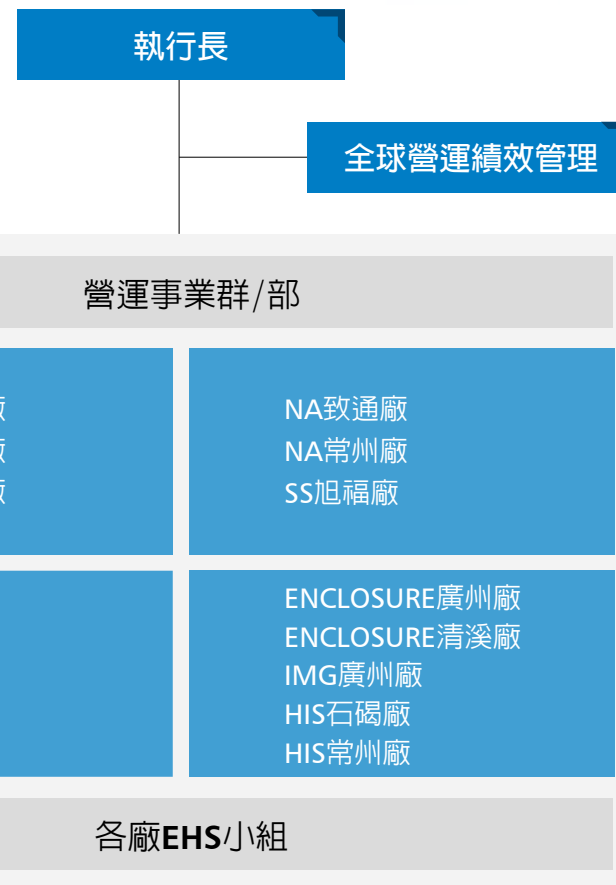 執行長
全球營運績效管理
營運事業群/部
廠
廠
廠
NA致通廠
NA常州廠
SS旭福廠
ENCLOSURE廣州廠
ENCLOSURE清溪廠
IMG廣州廠
HIS石碣廠
HIS常州廠
各廠EHS小組